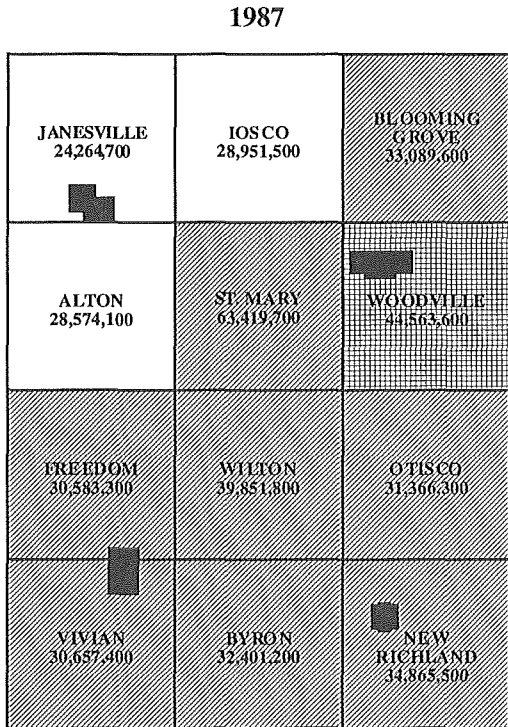 1987
JANESVILLE
24,264,700
IOSCO
28,951,500
BLOOMING
GROVE
33,089,600
ALTON
28,574,100
ST. MARY
63,419,700
WOODVILLE
44,563,600
FREEDOM
30,583,300
WILTON
39,851,800
OTISCO
31,366,300
VIVIAN
30,657,400
BYRON
32,401,200
NEW
RICHLAND
34,865,500